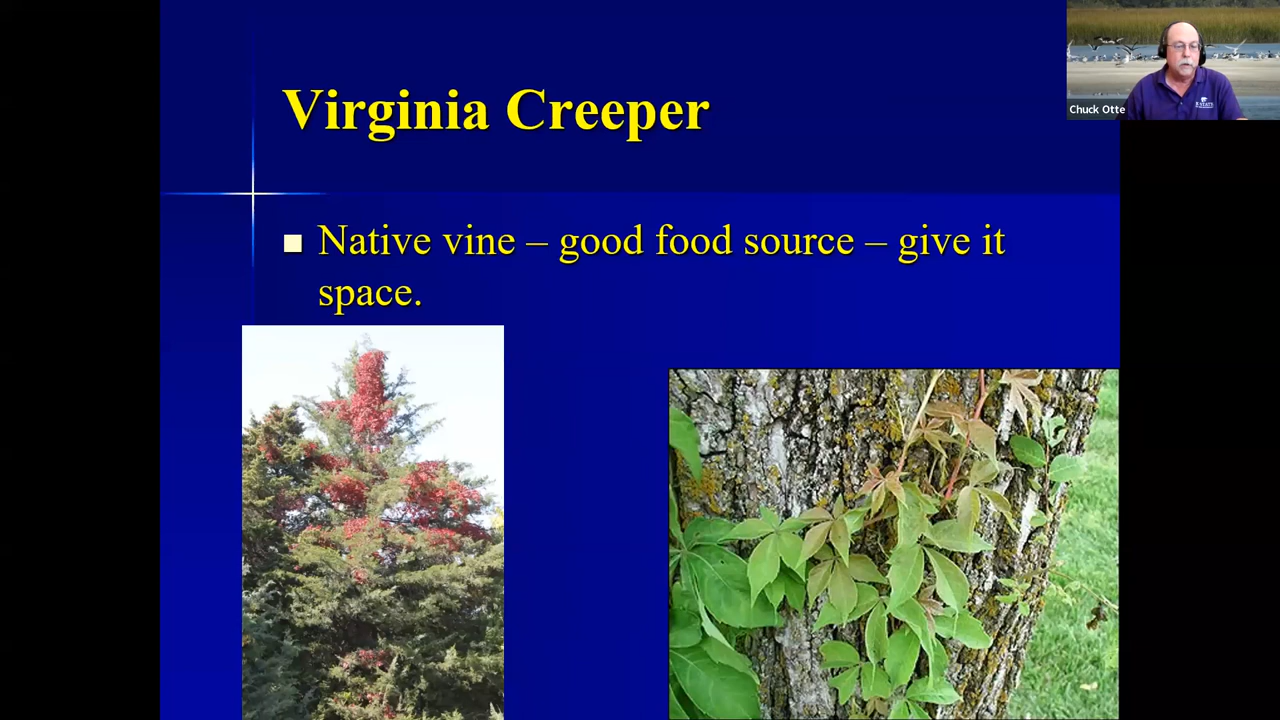 Virginia Creeper
Native vine – good food source – give it
space.
Chuck Otte